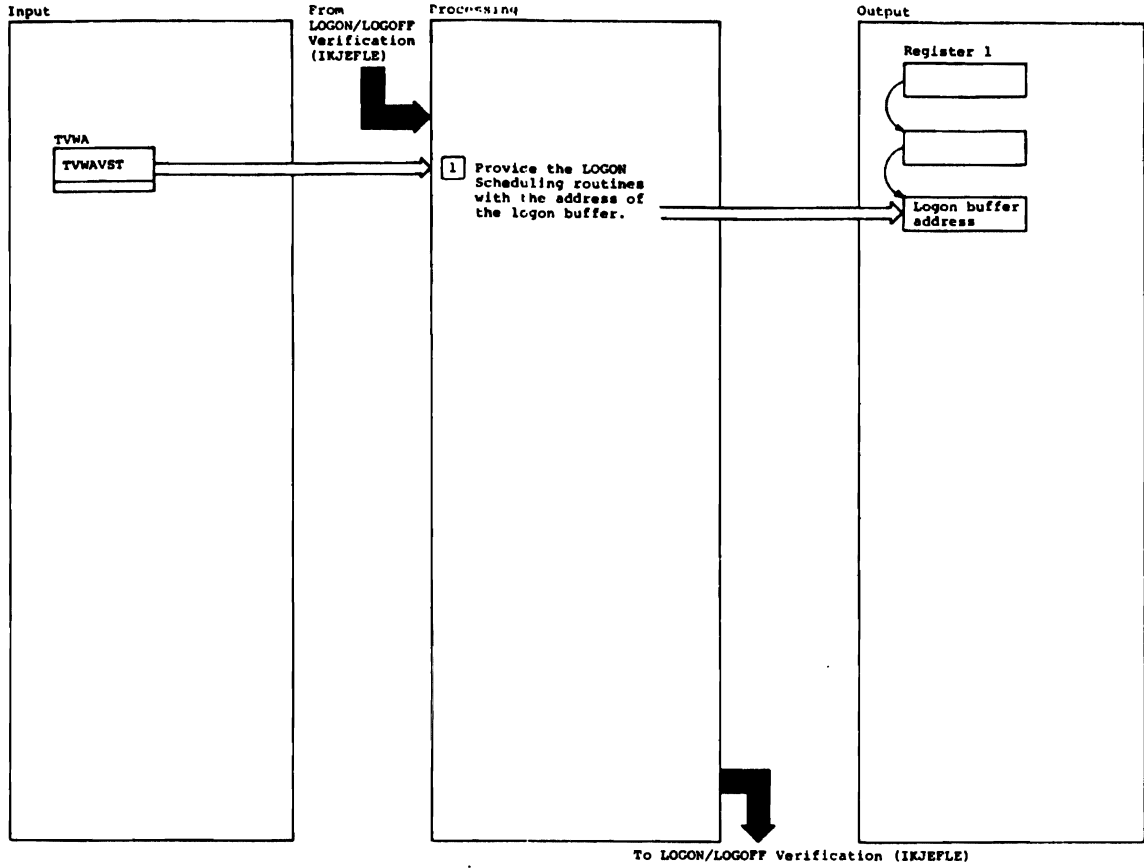 Input
From
LOGON/LOGOFF
Verification
(IKJEFLE)
Processing
Output
Register 1
TVWA
TVWAVST
1 Provice the LOGON
Scheduling routines
with the address of
the logon buffer.
Logon buffer
address
To LOGON/LOGOFF Verification (IKJEFLE)